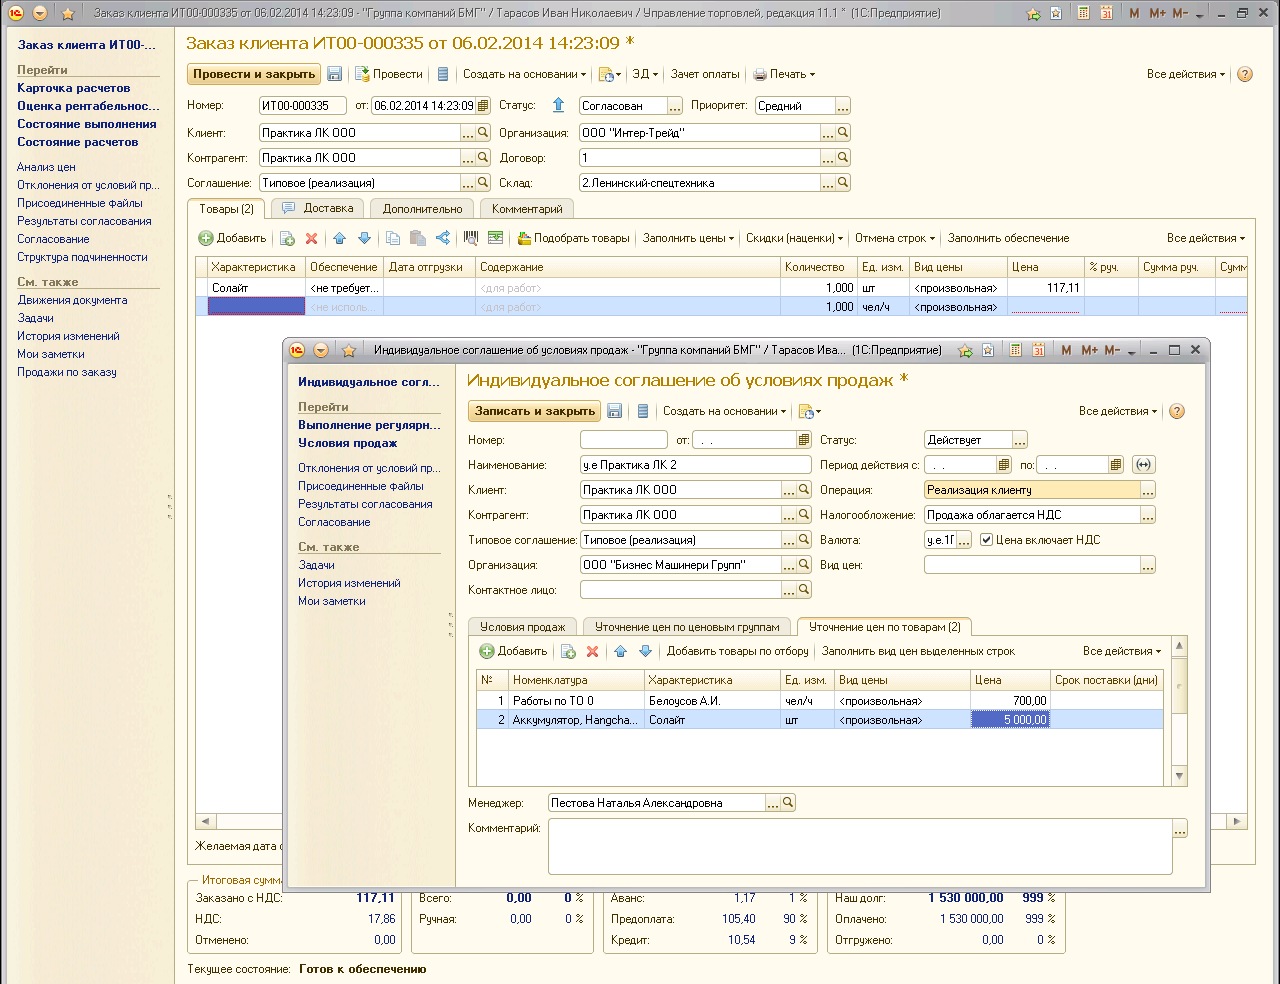 Заказ клиента ИТ00-000335 от 06.02.2014 14:23:09 - "Группа компаний БМГ" / Тарасов Иван Николаевич / Управление торговлей, редакция 11.1 * (1С:Предприятие)
M M+ M-
Заказ клиента ИТ00-...
Перейти
Карточка расчетов
Оценка рентабельнос...
Состояние выполнения
Состояние расчетов
Анализ цен
Отклонения от условий пр...
Присоединенные файлы
Результаты согласования
Согласование
Структура подчиненности
См. также
Движения документа
Задачи
История изменений
Мои заметки
Продажи по заказу
Заказ клиента ИТ00-000335 от 06.02.2014 14:23:09 *
Провести и закрыть Провести Создать на основании ЭД Зачет оплаты Печать Все действия
Номер: ИТ00-000335 от: 06.02.2014 14:23:09 Статус: Согласован ... Приоритет: Средний ...
Клиент: Практика ЛК ООО ... Организация: ООО "Интер-Трейд" ...
Контрагент: Практика ЛК ООО ... Договор: 1 ...
Соглашение: Типовое (реализация) ... Склад: 2.Ленинский-спецтехника ...
Товары (2) Доставка Дополнительно Комментарий
Добавить Подобрать товары Заполнить цены Скидки (наценки) Отмена строк Заполнить обеспечение Все действия
Характеристика Обеспечение Дата отгрузки Содержание Количество Ед. изм. Вид цены Цена % руч. Сумма руч. Сумм
Солайт <не требует... <для работ> 1,000 шт <произвольная> 117,11
<не исполь... <для работ> 1,000 чел/ч <произвольная>
Индивидуальное соглашение об условиях продаж - "Группа компаний БМГ" / Тарасов Ива... (1С:Предприятие)
M M+ M-
Индивидуальное согл...
Перейти
Выполнение регулярн...
Условия продаж
Отклонения от условий пр...
Присоединенные файлы
Результаты согласования
Согласование
См. также
Задачи
История изменений
Мои заметки
Индивидуальное соглашение об условиях продаж *
Записать и закрыть Создать на основании Все действия
Номер: от: . . Статус: Действует ...
Наименование: у.е Практика ЛК 2 Период действия с: . . по: . .
Клиент: Практика ЛК ООО ... Операция: Реализация клиенту ...
Контрагент: Практика ЛК ООО ... Налогообложение: Продажа облагается НДС ...
Типовое соглашение: Типовое (реализация) ... Валюта: у.е.1Г ... Цена включает НДС
Организация: ООО "Бизнес Машинери Групп" ... Вид цен: ...
Контактное лицо: ...
Условия продаж Уточнение цен по ценовым группам Уточнение цен по товарам (2)
Добавить Добавить товары по отбору Заполнить вид цен выделенных строк Все действия
№ Номенклатура Характеристика Ед. изм. Вид цены Цена Срок поставки (дни)
1 Работы по ТО 0 Белоусов А.И. чел/ч <произвольная> 700,00
2 Аккумулятор, Hangcha... Солайт шт <произвольная> 5 000,00
Менеджер: Пестова Наталья Александровна ...
Комментарий: ...
Желаемая дата
Итоговая сумма
Заказано с НДС: 117,11 Всего: 0,00 0 % Аванс: 1,17 1 % Наш долг: 1 530 000,00 999 %
НДС: 17,86 Ручная: 0,00 0 % Предоплата: 105,40 90 % Оплачено: 1 530 000,00 999 %
Отменено: 0,00 Кредит: 10,54 9 % Отгружено: 0,00 0 %
Текущее состояние: Готов к обеспечению